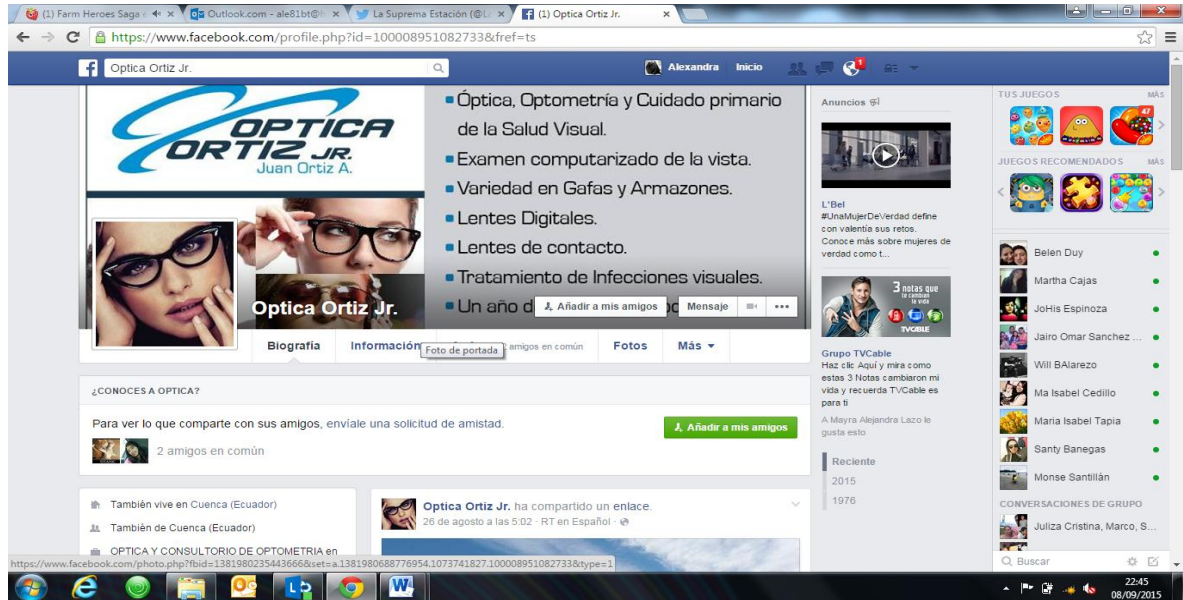 (1) Farm Heroes Saga
Outlook.com - ale81bt@h
La Suprema Estación (@L
(1) Optica Ortiz Jr.
https://www.facebook.com/profile.php?id=100008951082733&fref=ts
Optica Ortiz Jr.
Alexandra Inicio
1
OPTICA
ORTIZ JR.
Juan Ortiz A.
Óptica, Optometría y Cuidado primario
de la Salud Visual.
Examen computarizado de la vista.
Variedad en Gafas y Armazones.
Lentes Digitales.
Lentes de contacto.
Tratamiento de Infecciones visuales.
Un año d
Añadir a mis amigos Mensaje
Optica Ortiz Jr.
Biografía Información amigos en común Fotos Más
Foto de portada
¿CONOCES A OPTICA?
Para ver lo que comparte con sus amigos, envíale una solicitud de amistad.
Añadir a mis amigos
2 amigos en común
También vive en Cuenca (Ecuador)
También de Cuenca (Ecuador)
OPTICA Y CONSULTORIO DE OPTOMETRIA en
Optica Ortiz Jr. ha compartido un enlace.
26 de agosto a las 5:02 · RT en Español ·
Anuncios
L'Bel
#UnaMujerDeVerdad define
con valentía sus retos.
Conoce más sobre mujeres de
verdad como t...
3 notas que
te cambian
la vida
TVCABLE
Grupo TVCable
Haz clic Aquí y mira como
estas 3 Notas cambiaron mi
vida y recuerda TVCable es
para ti
A Mayra Alejandra Lazo le
gusta esto
Reciente
2015
1976
TUS JUEGOS MÁS
47
JUEGOS RECOMENDADOS MÁS
Belen Duy
Martha Cajas
JoHis Espinoza
Jairo Omar Sanchez ...
Will BAlarezo
Ma Isabel Cedillo
Maria Isabel Tapia
Santy Banegas
Monse Santillán
CONVERSACIONES DE GRUPO
Juliza Cristina, Marco, S...
Buscar
https://www.facebook.com/photo.php?fbid=1381980235443666&set=a.1381980688776954.1073741827.100008951082733&type=1
22:45
08/09/2015